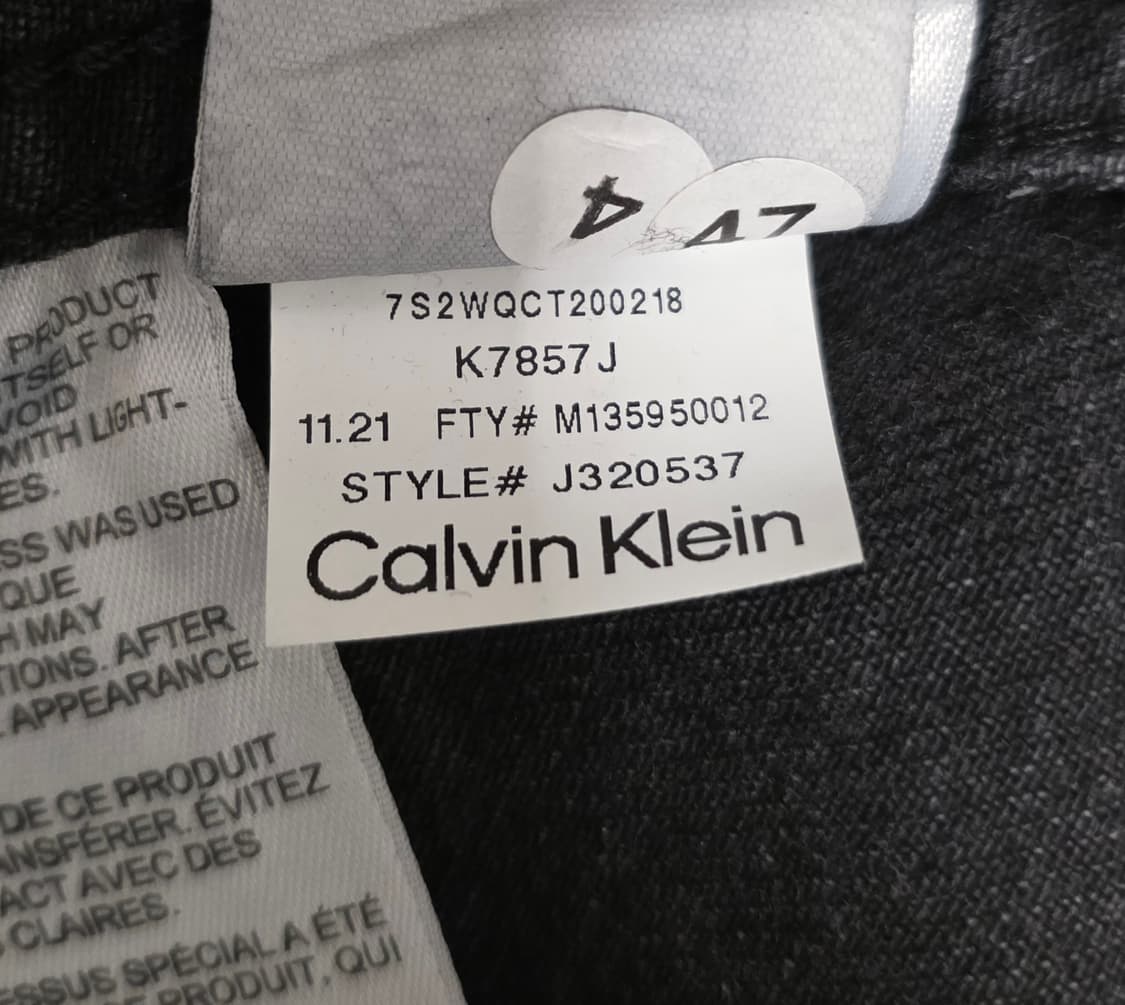 4
47
7S2WQCT200218
K7857J
11.21 FTY# M135950012
STYLE# J320537
Calvin Klein
PRODUCT
TSELF OR
VOID
WITH LIGHT-
ES.
SS WAS USED
QUE
H MAY
TIONS. AFTER
APPEARANCE
DE CE PRODUIT
ANSFÉRER. ÉVITEZ
ACT AVEC DES
CLAIRES.
ESSUS SPÉCIAL A ÉTÉ
PRODUIT, QUI